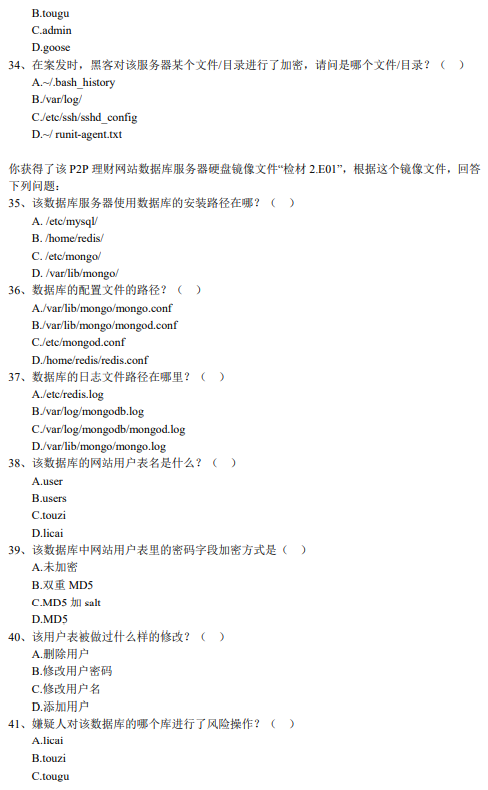 B.tougu
C.admin
D.goose
34、在案发时，黑客对该服务器某个文件/目录进行了加密，请问是哪个文件/目录？（  ）
A.~/.bash_history
B./var/log/
C./etc/ssh/sshd_config
D.~/ runit-agent.txt
你获得了该 P2P 理财网站数据库服务器硬盘镜像文件“检材 2.E01”，根据这个镜像文件，回答
下列问题：
35、该数据库服务器使用数据库的安装路径在哪？（  ）
A. /etc/mysql/
B. /home/redis/
C. /etc/mongo/
D. /var/lib/mongo/
36、数据库的配置文件的路径？（  ）
A./var/lib/mongo/mongo.conf
B./var/lib/mongo/mongod.conf
C./etc/mongod.conf
D./home/redis/redis.conf
37、数据库的日志文件路径在哪里？（  ）
A./etc/redis.log
B./var/log/mongodb.log
C./var/log/mongodb/mongod.log
D./var/lib/mongo/mongo.log
38、该数据库的网站用户表名是什么？（  ）
A.user
B.users
C.touzi
D.licai
39、该数据库中网站用户表里的密码字段加密方式是（  ）
A.未加密
B.双重 MD5
C.MD5 加 salt
D.MD5
40、该用户表被做过什么样的修改？（  ）
A.删除用户
B.修改用户密码
C.修改用户名
D.添加用户
41、嫌疑人对该数据库的哪个库进行了风险操作？（  ）
A.licai
B.touzi
C.tougu